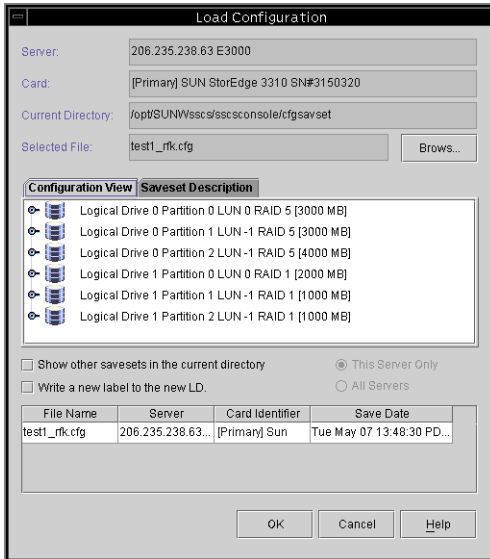 Load Configuration
Server: 206.235.238.63 E3000
Card: [Primary] SUN StorEdge 3310 SN#3150320
Current Directory: /opt/SUNWsscs/sscsconsole/cfgsavset
Selected File: test1_rfk.cfg Brows...
Configuration View Saveset Description
Logical Drive 0 Partition 0 LUN 0 RAID 5 [3000 MB]
Logical Drive 0 Partition 1 LUN -1 RAID 5 [3000 MB]
Logical Drive 0 Partition 2 LUN -1 RAID 5 [4000 MB]
Logical Drive 1 Partition 0 LUN 0 RAID 1 [2000 MB]
Logical Drive 1 Partition 1 LUN -1 RAID 1 [1000 MB]
Logical Drive 1 Partition 2 LUN -1 RAID 1 [1000 MB]
Show other savesets in the current directory This Server Only
Write a new label to the new LD. All Servers
File Name Server Card Identifier Save Date
test1_rfk.cfg 206.235.238.63... [Primary] Sun Tue May 07 13:48:30 PD...
OK Cancel Help